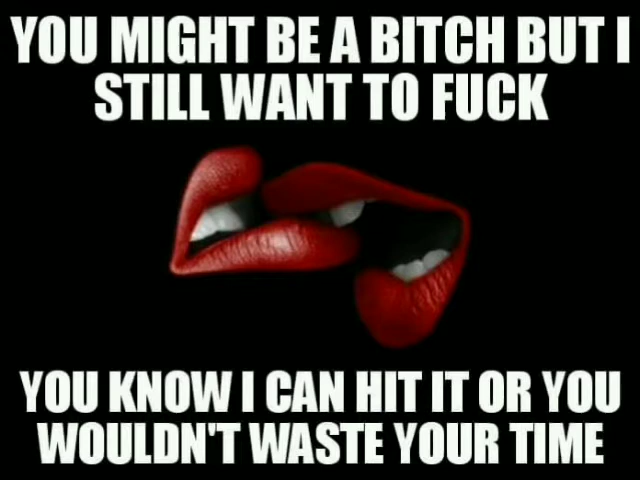 YOU MIGHT BE A BITCH BUT I
STILL WANT TO FUCK
YOU KNOW I CAN HIT IT OR YOU
WOULDN'T WASTE YOUR TIME